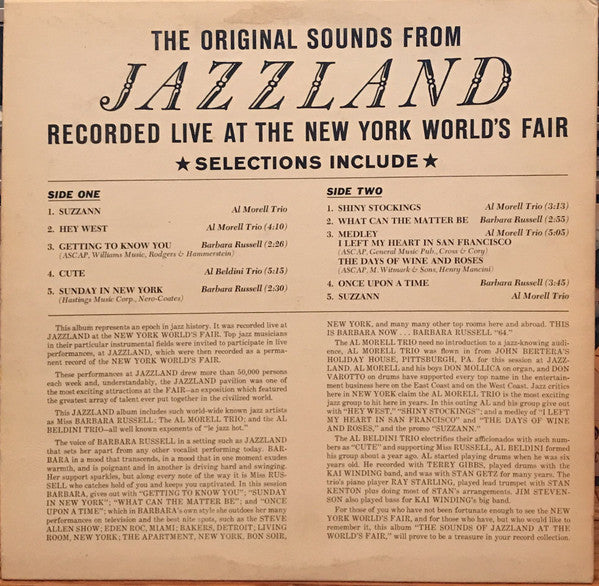 THE ORIGINAL SOUNDS FROM
JAZZLAND
RECORDED LIVE AT THE NEW YORK WORLD'S FAIR
★ SELECTIONS INCLUDE ★
SIDE ONE
1. SUZZANN Al Morell Trio
2. HEY WEST Al Morell Trio (4:10)
3. GETTING TO KNOW YOU Barbara Russell (2:26)
(ASCAP, Williams Music, Rodgers & Hammerstein)
4. CUTE Al Beldini Trio (5:15)
5. SUNDAY IN NEW YORK Barbara Russell (2:30)
(Hastings Music Corp., Nero-Coates)
SIDE TWO
1. SHINY STOCKINGS Al Morell Trio (3:13)
2. WHAT CAN THE MATTER BE Barbara Russell (2:55)
3. MEDLEY Al Morell Trio (5:05)
I LEFT MY HEART IN SAN FRANCISCO
(ASCAP, General Music Pub., Cross & Cory)
THE DAYS OF WINE AND ROSES
(ASCAP, M. Witmark & Sons, Henry Mancini)
4. ONCE UPON A TIME Barbara Russell (3:45)
5. SUZANN Al Morell Trio
This album represents an epoch in jazz history. It was recorded live at
JAZZLAND at the NEW YORK WORLD'S FAIR. Top jazz musicians
in their particular instrumental fields were invited to participate in live
performances, at JAZZLAND, which were then recorded as a perma-
nent record of the NEW YORK WORLD'S FAIR.
These performances at JAZZLAND drew more than 50,000 persons
each week and, understandably, the JAZZLAND pavilion was one of
the most exciting attractions at the FAIR—an exposition which featured
the greatest array of talent ever put together in the civilized world.
This JAZZLAND album includes such world-wide known jazz artists
as Miss BARBARA RUSSELL; The AL MORELL TRIO; and the AL
BELDINI TRIO—all well known exponents of "le jazz hot."
The voice of BARBARA RUSSELL in a setting such as JAZZLAND
that sets her apart from any other vocalist performing today. BAR-
BARA in a mood that transcends, in a mood that in one moment exudes
warmth, and is poignant and in another is driving hard and swinging.
Her support sparkles, but along every note of the way it is Miss RUS-
SELL who catches hold of you and keeps you raptivated. In this session
BARBARA, gives out with "GETTING TO KNOW YOU"; "SUNDAY
IN NEW YORK"; "WHAT CAN THE MATTER BE"; and "ONCE
UPON A TIME"; which in BARBARA'S own style she outdoes her many
performances on television and the best nite spots, such as the STEVE
ALLEN SHOW; EDEN ROC, MIAMI; BAKERS, DETROIT; LIVING
ROOM, NEW YORK; THE APARTMENT, NEW YORK, BON SOIR,
NEW YORK, and many many other top rooms here and abroad. THIS
IS BARBARA NOW . . . BARBARA RUSSELL "64."
The AL MORELL TRIO need no introduction to a jazz-knowing audi-
ence, AL MORELL TRIO was flown in from JOHN BERTERA'S
HOLIDAY HOUSE, PITTSBURGH, PA. for this session at JAZZ-
LAND. AL MORELL and his boys DON MOLLICA on organ, and DON
VAROTTO on drums have supported every top name in the entertain-
ment business here on the East Coast and on the West Coast. Jazz critics
here in NEW YORK claim the AL MORELL TRIO is the most exciting
jazz group to hit here in years. In this outing AL and his group give out
with "HEY WEST," "SHINY STOCKINGS"; and a medley of "I LEFT
MY HEART IN SAN FRANCISCO" and "THE DAYS OF WINE AND
ROSES," and the promo "SUZANN."
The AL BELDINI TRIO electrifies their afficionados with such num-
bers as "CUTE" and supporting Miss RUSSELL, AL BELDINI formed
his group about a year ago. AL started playing drums when he was six
years old. He recorded with TERRY GIBBS, played drums with the
KAI WINDING band, and was with STAN GETZ for many years. The
trio's piano player RAY STARLING, played lead trumpet with STAN
KENTON plus doing most of Stan's arrangements. JIM STEVEN-
SON also played bass for KAI WINDING's big band.
For those of you who have not been fortunate enough to see the NEW
YORK WORLD'S FAIR, and for those who have, but would like to
remember it, this album "THE SOUNDS OF JAZZLAND AT THE
WORLD'S FAIR," will prove to be a treasure in your record collection.